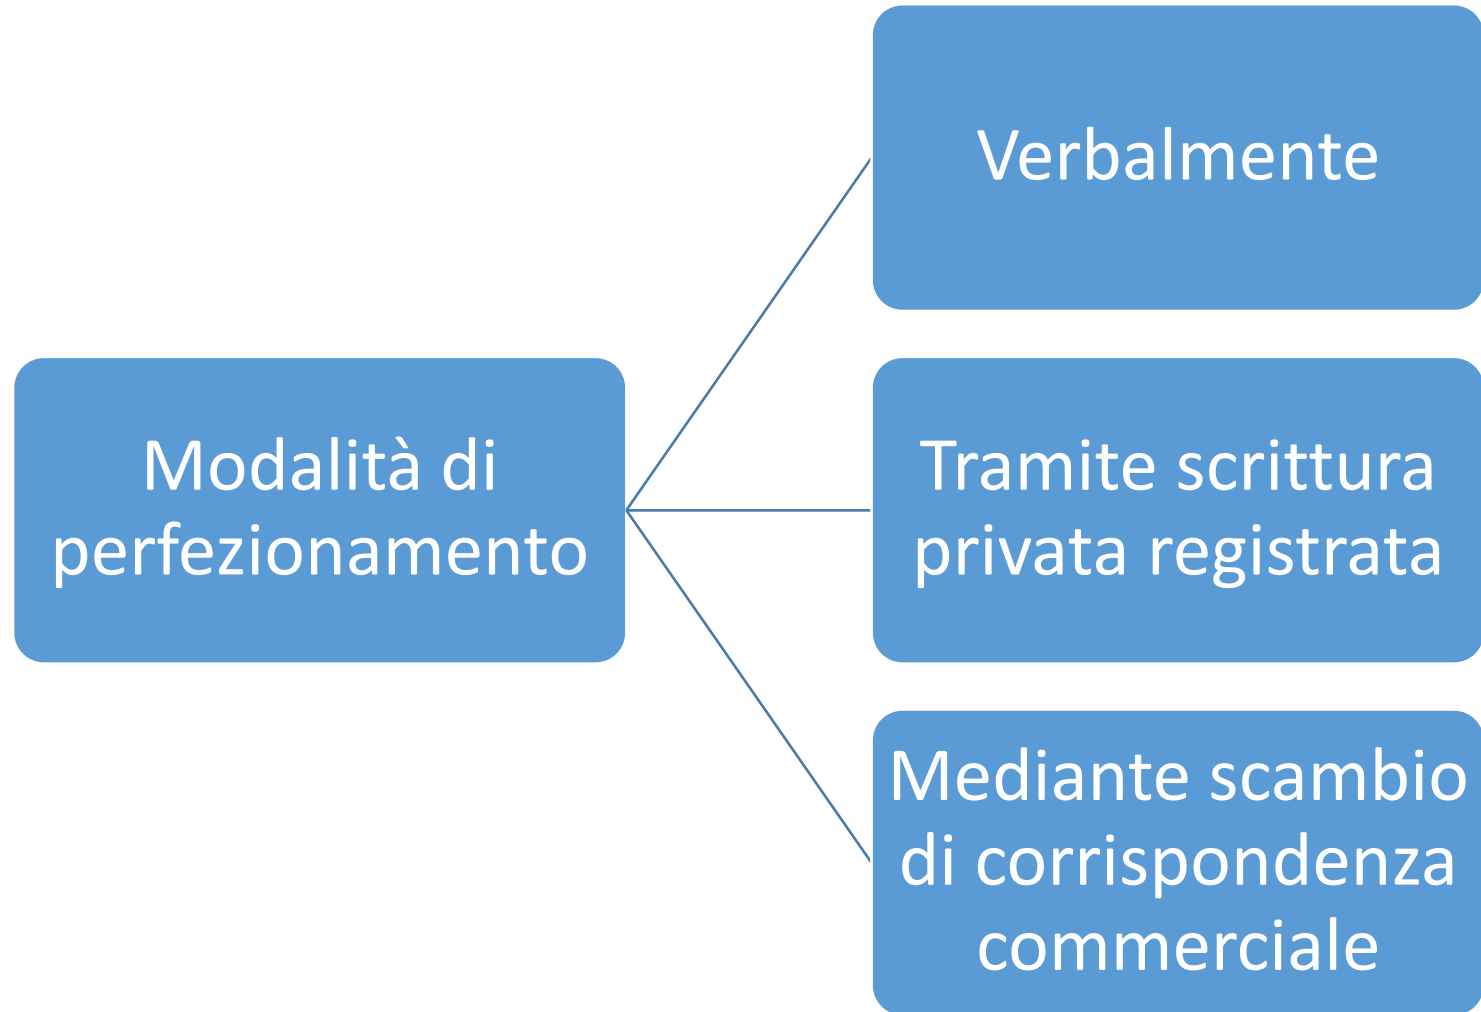 Modalità di
perfezionamento
Verbalmente
Tramite scrittura
privata registrata
Mediante scambio
di corrispondenza
commerciale